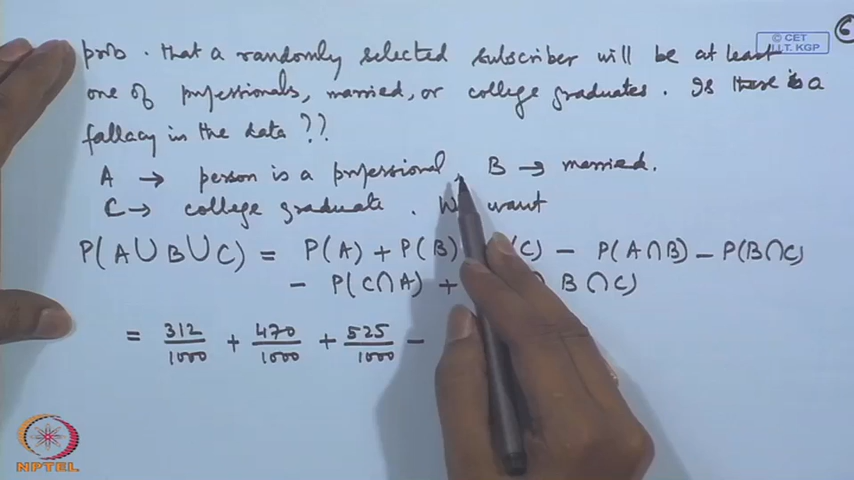 © CET
I.I.T. KGP
6
prob. that a randomly selected subscriber will be at least
one of professionals, married, or college graduates. Is there is a
fallacy in the data ??
A → person is a professional, B → married.
C → college graduate. We want
P(A∪B∪C) = P(A) + P(B) (C) − P(A∩B) − P(B∩C)
− P(C∩A) + ∩ B∩C)
= 312/1000 + 470/1000 + 525/1000 −
NPTEL